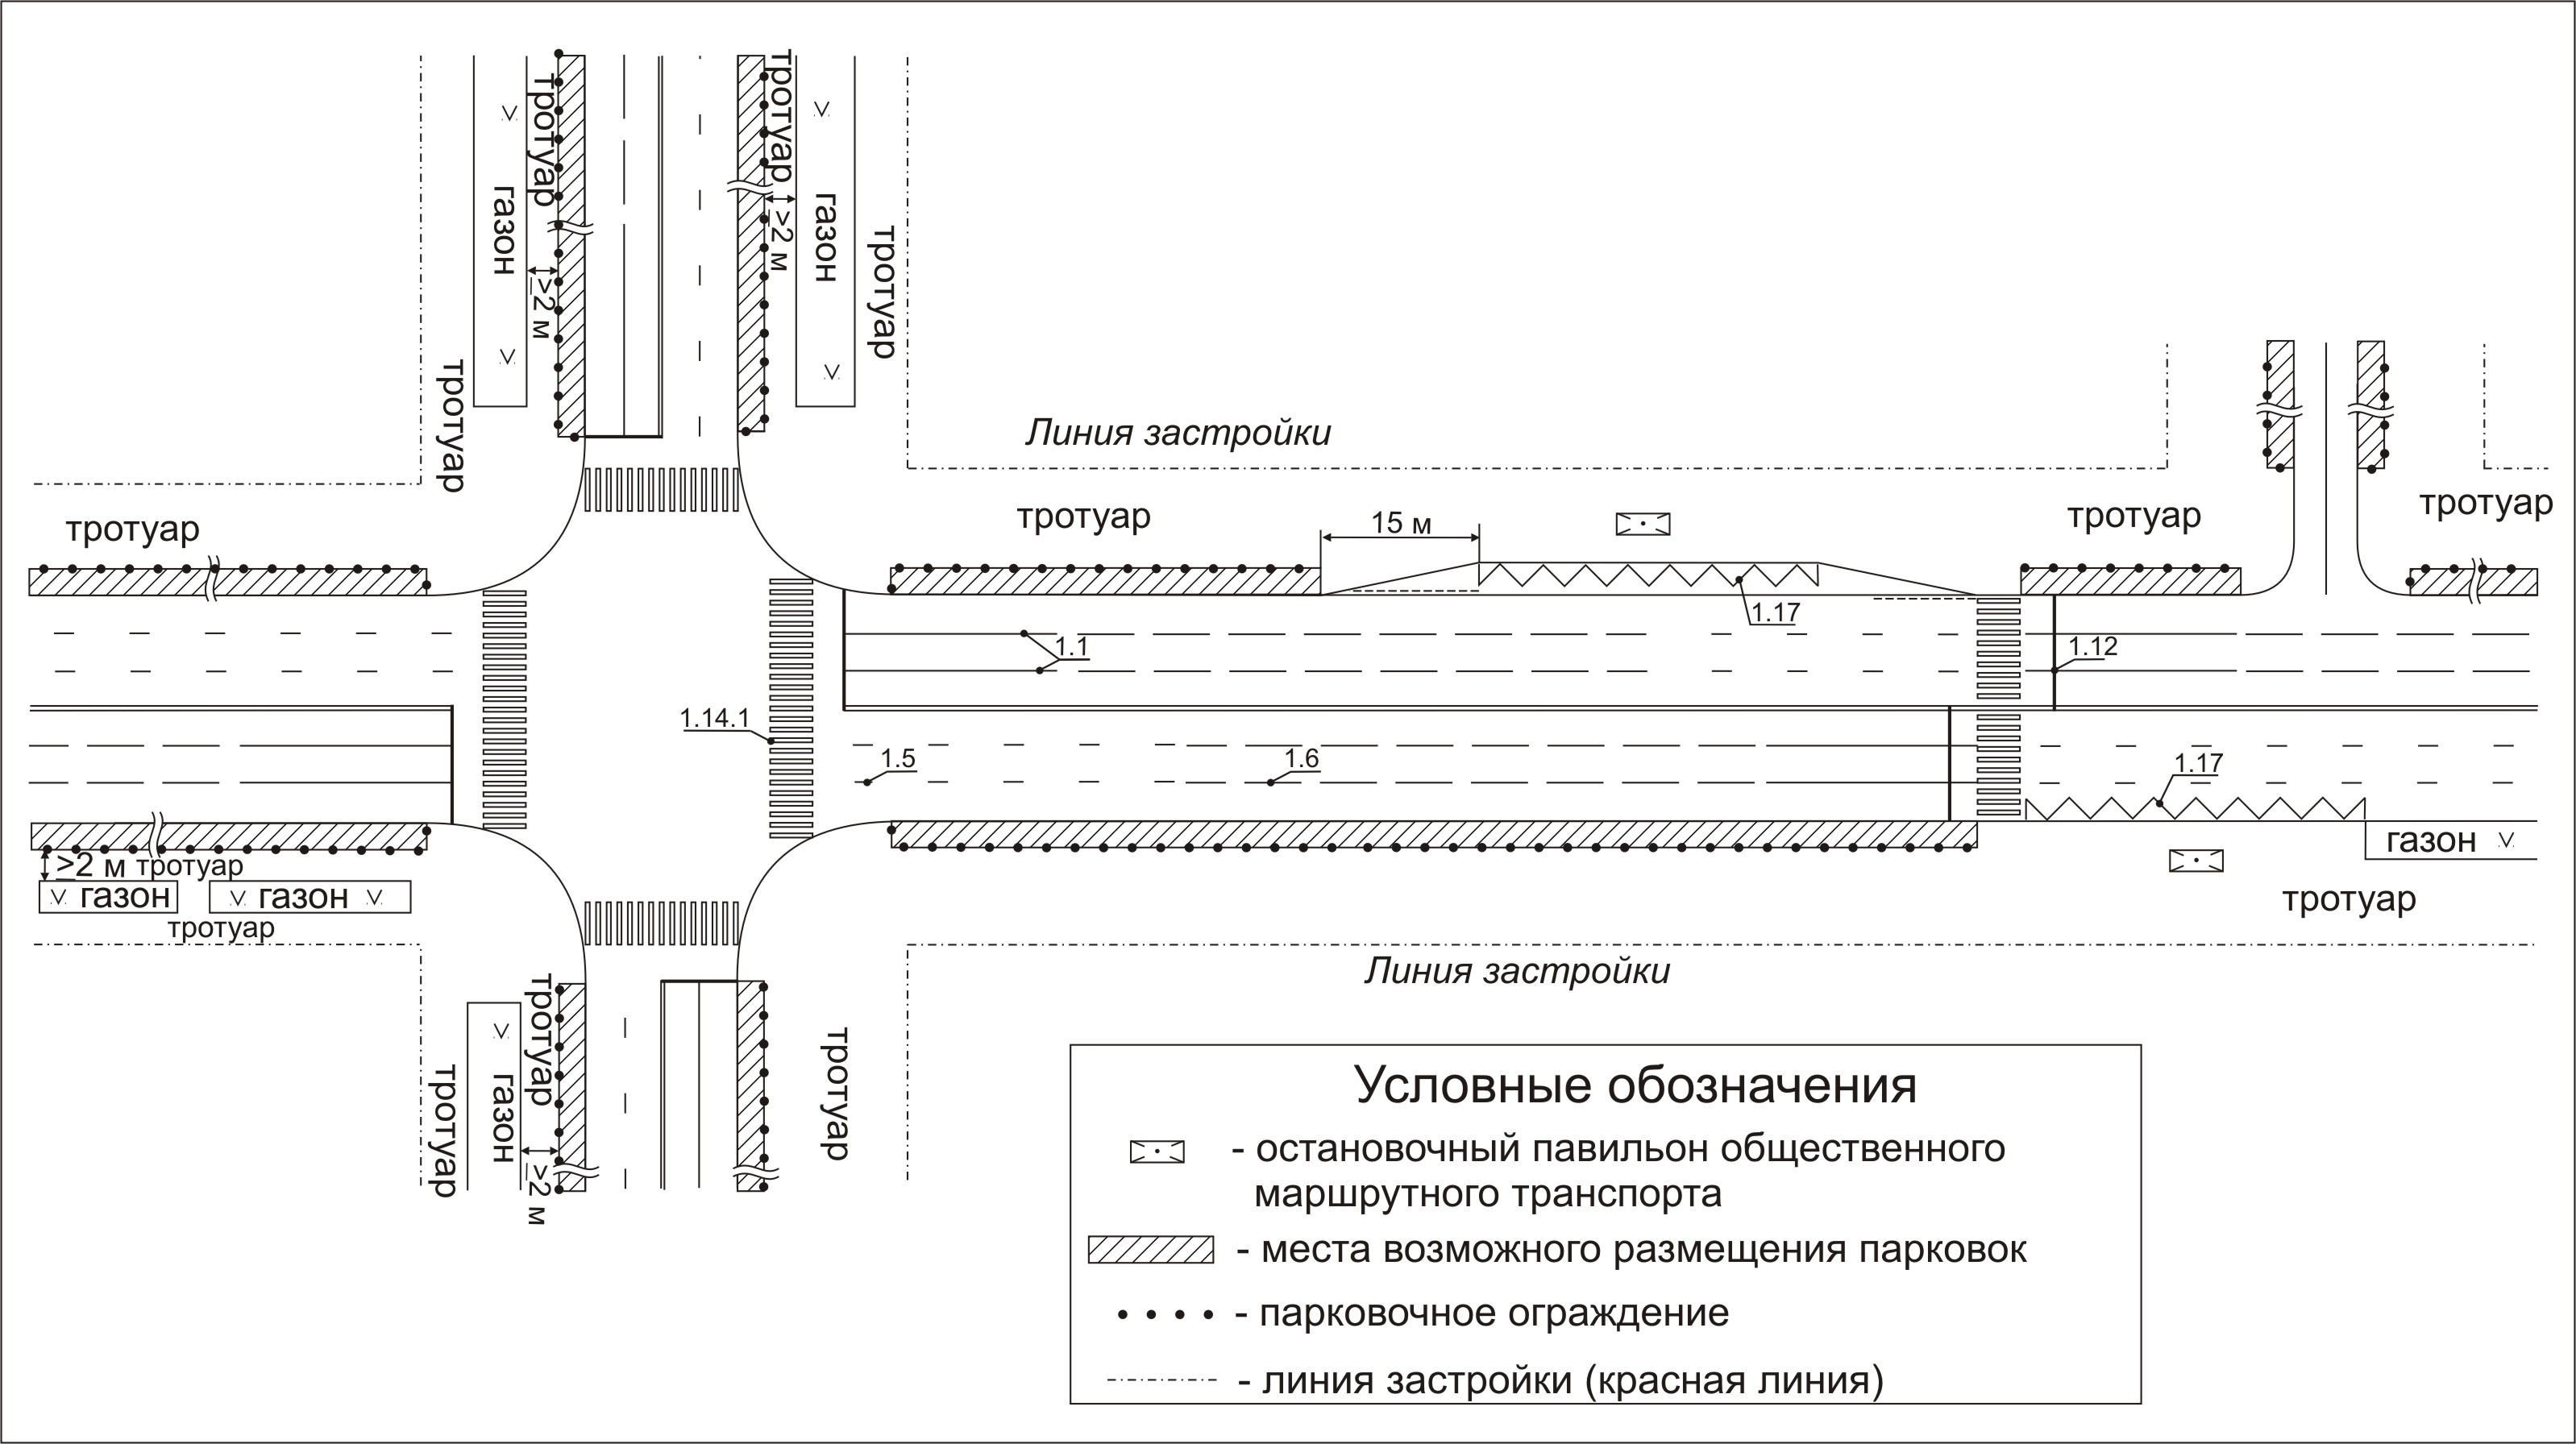 тротуар
тротуар
газон
>2 м
газон
>2 м
тротуар
тротуар
Линия застройки
тротуар
тротуар
15 м
тротуар
тротуар
1.17
1.1
1.12
1.14.1
1.5
1.6
1.17
газон
>2 м тротуар
газон
газон
тротуар
тротуар
Линия застройки
тротуар
тротуар
газон
>2 м
тротуар
Условные обозначения
- остановочный павильон общественного
маршрутного транспорта
- места возможного размещения парковок
- парковочное ограждение
- линия застройки (красная линия)